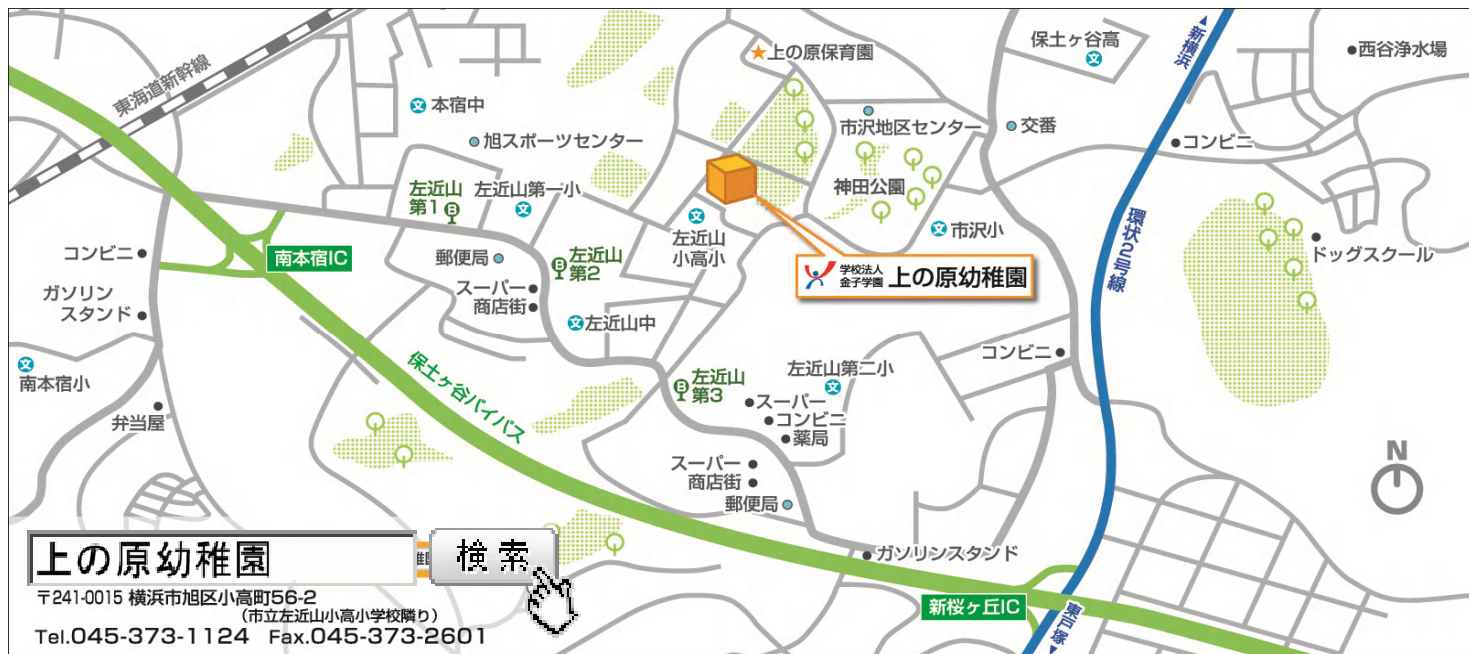 上の原保育園
保土ヶ谷高
文
▲新横浜
西谷浄水場
東海道新幹線
文 本宿中
市沢地区センター
交番
コンビニ
旭スポーツセンター
左近山
第1
B
左近山第一小
文
神田公園
文
左近山
小高小
文 市沢小
環状2号線
ドッグスクール
コンビニ
南本宿IC
郵便局
B
左近山
第2
学校法人
金子学園
上の原幼稚園
ガソリン
スタンド
スーパー
商店街
文 左近山中
コンビニ
文
南本宿小
保土ヶ谷バイパス
B
左近山
第3
左近山第二小
文
スーパー
コンビニ
薬局
弁当屋
スーパー
商店街
郵便局
N
ガソリンスタンド
新桜ヶ丘IC
東戸塚▼
上の原幼稚園
検索
〒241-0015 横浜市旭区小高町56-2
(市立左近山小高小学校隣り)
Tel.045-373-1124 Fax.045-373-2601